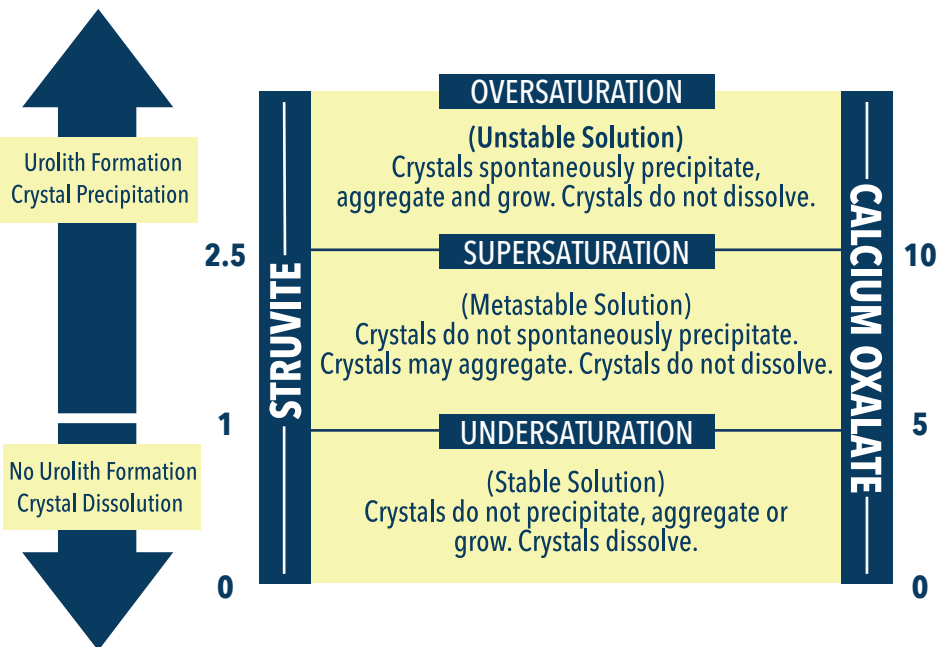 Urolith Formation
Crystal Precipitation
No Urolith Formation
Crystal Dissolution
2.5
1
0
STRUVITE
OVERSATURATION
(Unstable Solution)
Crystals spontaneously precipitate,
aggregate and grow. Crystals do not dissolve.
SUPERSATURATION
(Metastable Solution)
Crystals do not spontaneously precipitate.
Crystals may aggregate. Crystals do not dissolve.
UNDERSATURATION
(Stable Solution)
Crystals do not precipitate, aggregate or
grow. Crystals dissolve.
CALCIUM OXALATE
10
5
0